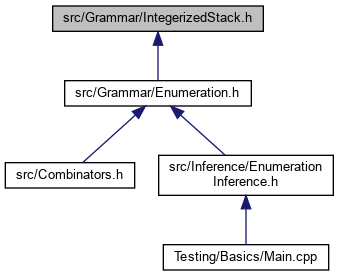 src/Grammar/IntegerizedStack.h
src/Grammar/Enumeration.h
src/Combinators.h
src/Inference/Enumeration
Inference.h
Testing/Basics/Main.cpp